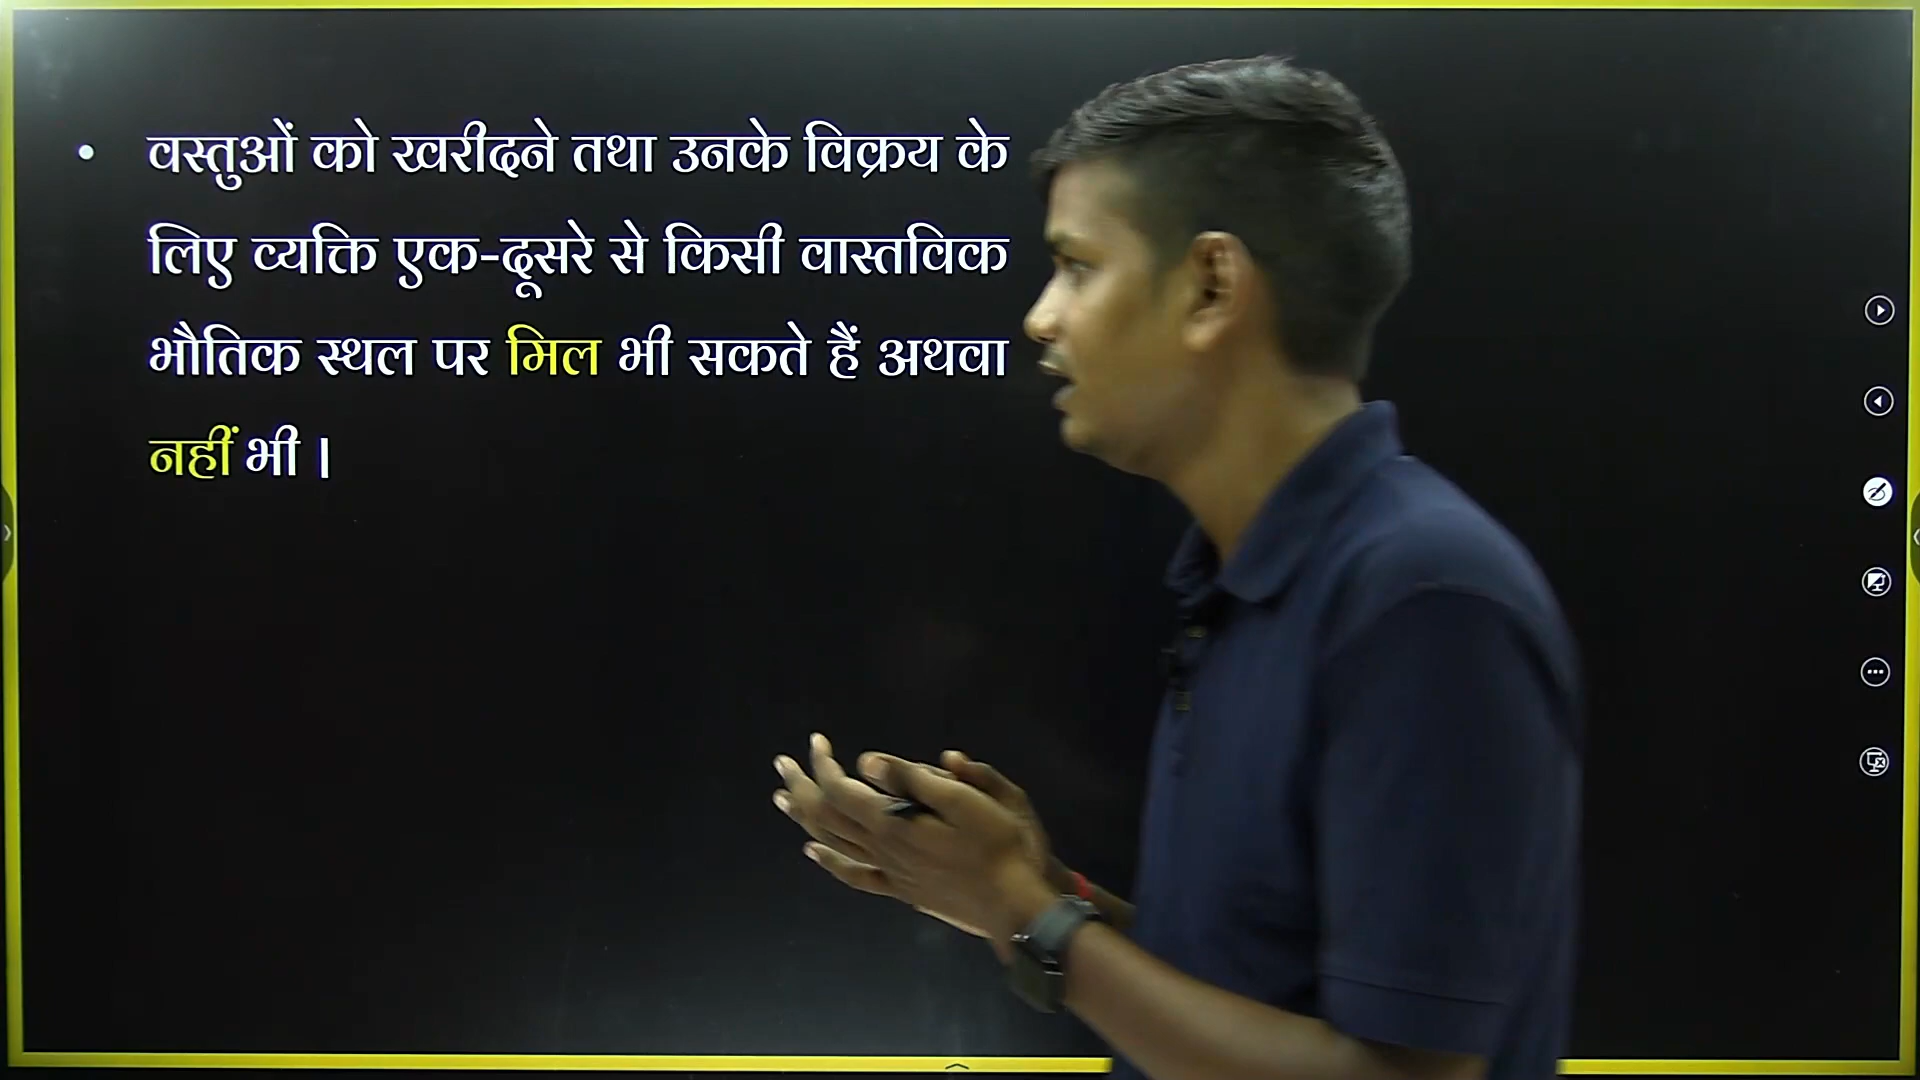 • वस्तुओं को खरीदने तथा उनके विक्रय के
लिए व्यक्ति एक-दूसरे से किसी वास्तविक
भौतिक स्थल पर मिल भी सकते हैं अथवा
नहीं भी ।